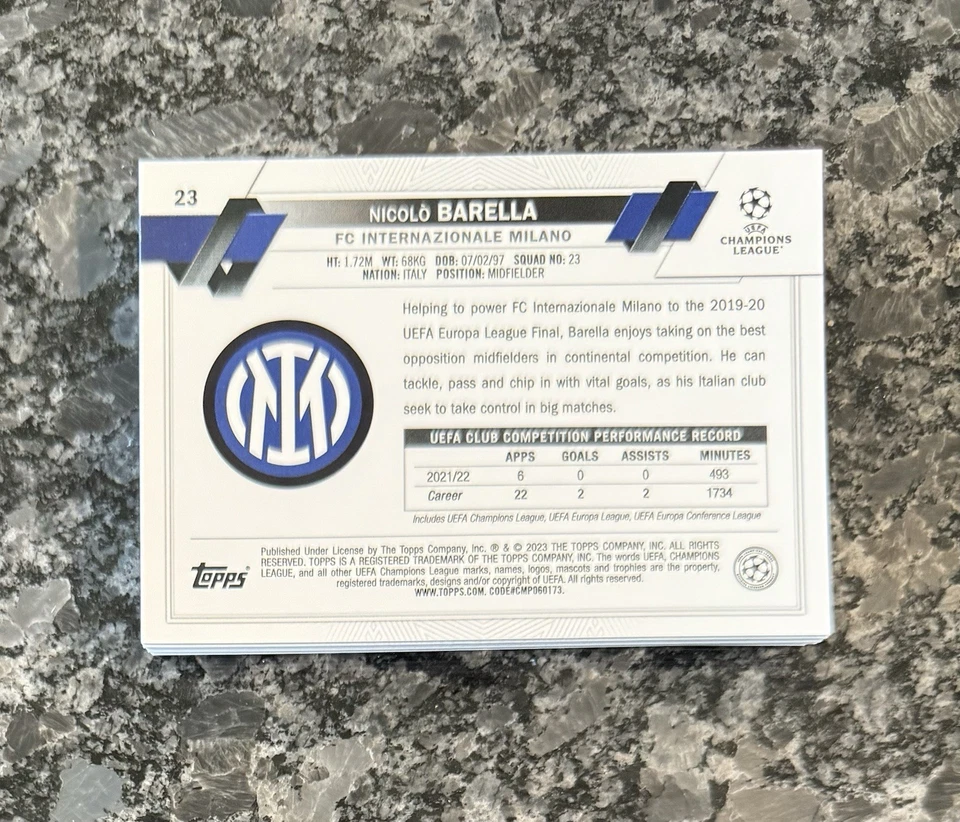 23
NICOLÒ BARELLA
FC INTERNAZIONALE MILANO
HT: 1.72M WT: 68KG DOB: 07/02/97 SQUAD NO: 23
NATION: ITALY POSITION: MIDFIELDER
UEFA
CHAMPIONS
LEAGUE
Helping to power FC Internazionale Milano to the 2019-20
UEFA Europa League Final, Barella enjoys taking on the best
opposition midfielders in continental competition. He can
tackle, pass and chip in with vital goals, as his Italian club
seek to take control in big matches.
IM
UEFA CLUB COMPETITION PERFORMANCE RECORD
APPS GOALS ASSISTS MINUTES
2021/22 6 0 0 493
Career 22 2 2 1734
Includes UEFA Champions League, UEFA Europa League, UEFA Europa Conference League
topps®
Published Under License by The Topps Company, Inc. ® & © 2023 THE TOPPS COMPANY, INC. ALL RIGHTS
RESERVED. TOPPS IS A REGISTERED TRADEMARK OF THE TOPPS COMPANY, INC. The words UEFA, CHAMPIONS
LEAGUE, and all other UEFA Champions League marks, names, logos, mascots and trophies are the property,
registered trademarks, designs and/or copyright of UEFA. All rights reserved.
WWW.TOPPS.COM. CODE#CMP060173.